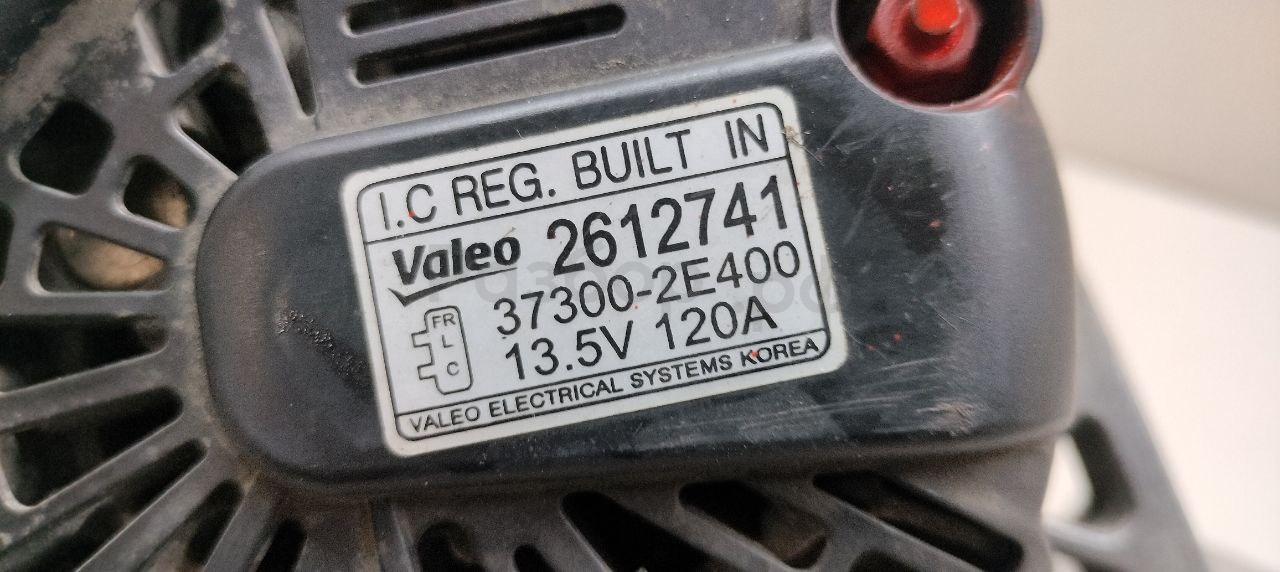 I.C REG. BUILT IN
Valeo 2612741
37300-2E400
13.5V 120A
FR
L
C
VALEO ELECTRICAL SYSTEMS KOREA